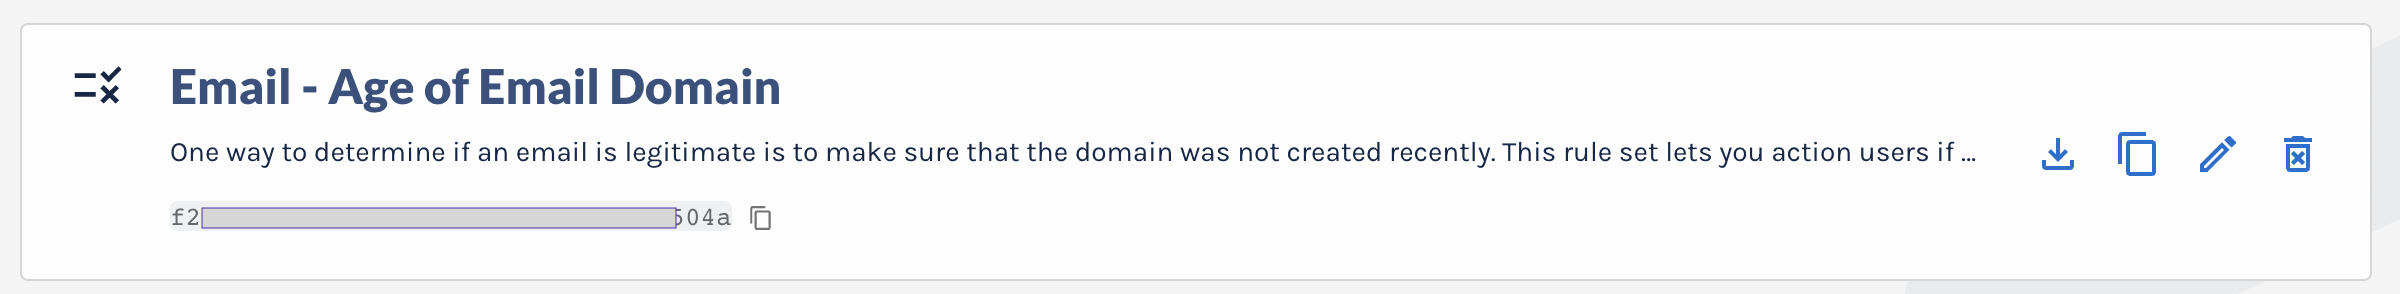 Email - Age of Email Domain
One way to determine if an email is legitimate is to make sure that the domain was not created recently. This rule set lets you action users if ...
f2 504a